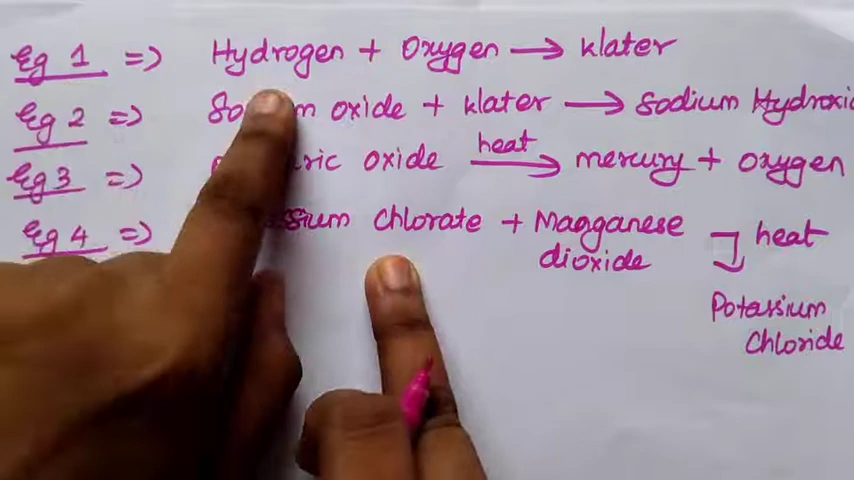 Eg 1 => Hydrogen + Oxygen → Water
Eg 2 => oxide + Water → Sodium
Eg 3 => oxide heat → mercury + oxygen
Eg 4 => Chlorate + Manganese dioxide heat
Potassium
Chloride